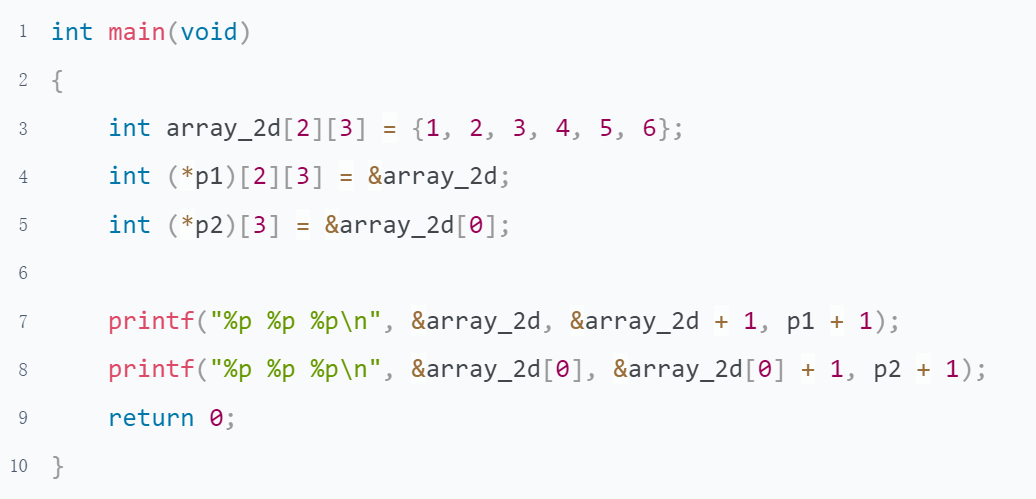 1 int main(void)
2 {
3     int array_2d[2][3] = {1, 2, 3, 4, 5, 6};
4     int (*p1)[2][3] = &array_2d;
5     int (*p2)[3] = &array_2d[0];
6
7     printf("%p %p %p\n", &array_2d, &array_2d + 1, p1 + 1);
8     printf("%p %p %p\n", &array_2d[0], &array_2d[0] + 1, p2 + 1);
9     return 0;
10 }